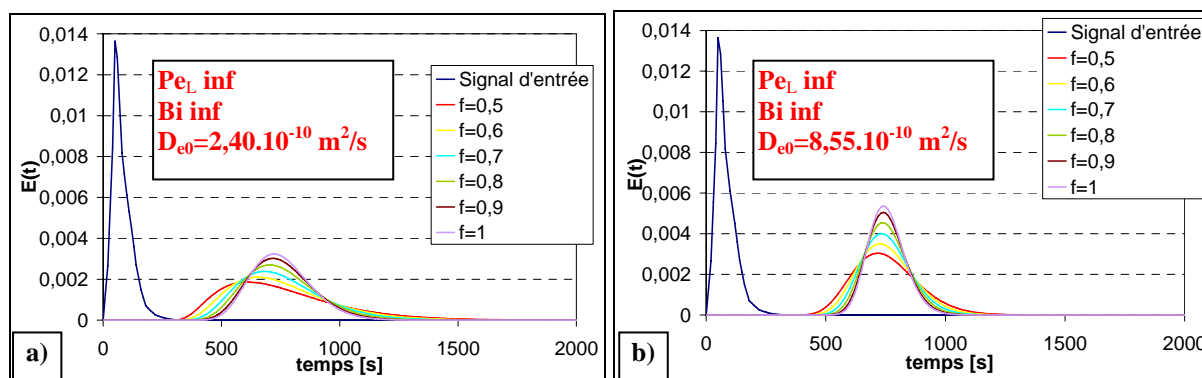 0,014
0,012
0,01
0,008
0,006
0,004
0,002
0
E(t)
Pe_L inf
Bi inf
D_e0=2,40.10^-10 m^2/s
Signal d'entrée
f=0,5
f=0,6
f=0,7
f=0,8
f=0,9
f=1
0 500 1000 1500 2000
temps [s]
a)
0,014
0,012
0,01
0,008
0,006
0,004
0,002
0
E(t)
Pe_L inf
Bi inf
D_e0=8,55.10^-10 m^2/s
Signal d'entrée
f=0,5
f=0,6
f=0,7
f=0,8
f=0,9
f=1
0 500 1000 1500 2000
temps [s]
b)